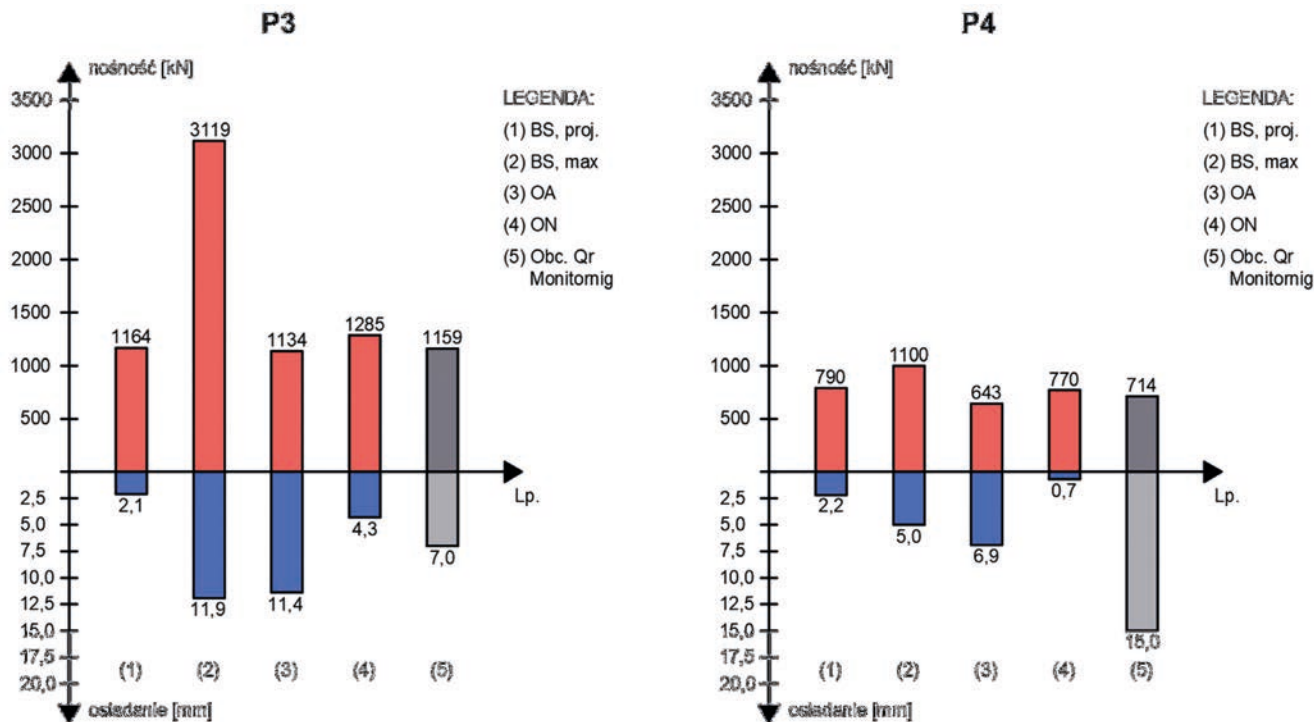 P3
nośność [kN]
3500
3000
2500
2000
1500
1000
500
2,5
5,0
7,5
10,0
12,5
15,0
17,5
20,0
osiadanie [mm]
1164
3119
1134
1285
1159
2,1
11,9
11,4
4,3
7,0
Lp.
(1)
(2)
(3)
(4)
(5)
LEGENDA:
(1) BS, proj.
(2) BS, max
(3) OA
(4) ON
(5) Obc. Qr
Monitornig
P4
nośność [kN]
3500
3000
2500
2000
1500
1000
500
2,5
5,0
7,5
10,0
12,5
15,0
17,5
20,0
osiadanie [mm]
790
1100
643
770
714
2,2
5,0
6,9
0,7
15,0
Lp.
(1)
(2)
(3)
(4)
(5)
LEGENDA:
(1) BS, proj.
(2) BS, max
(3) OA
(4) ON
(5) Obc. Qr
Monitornig